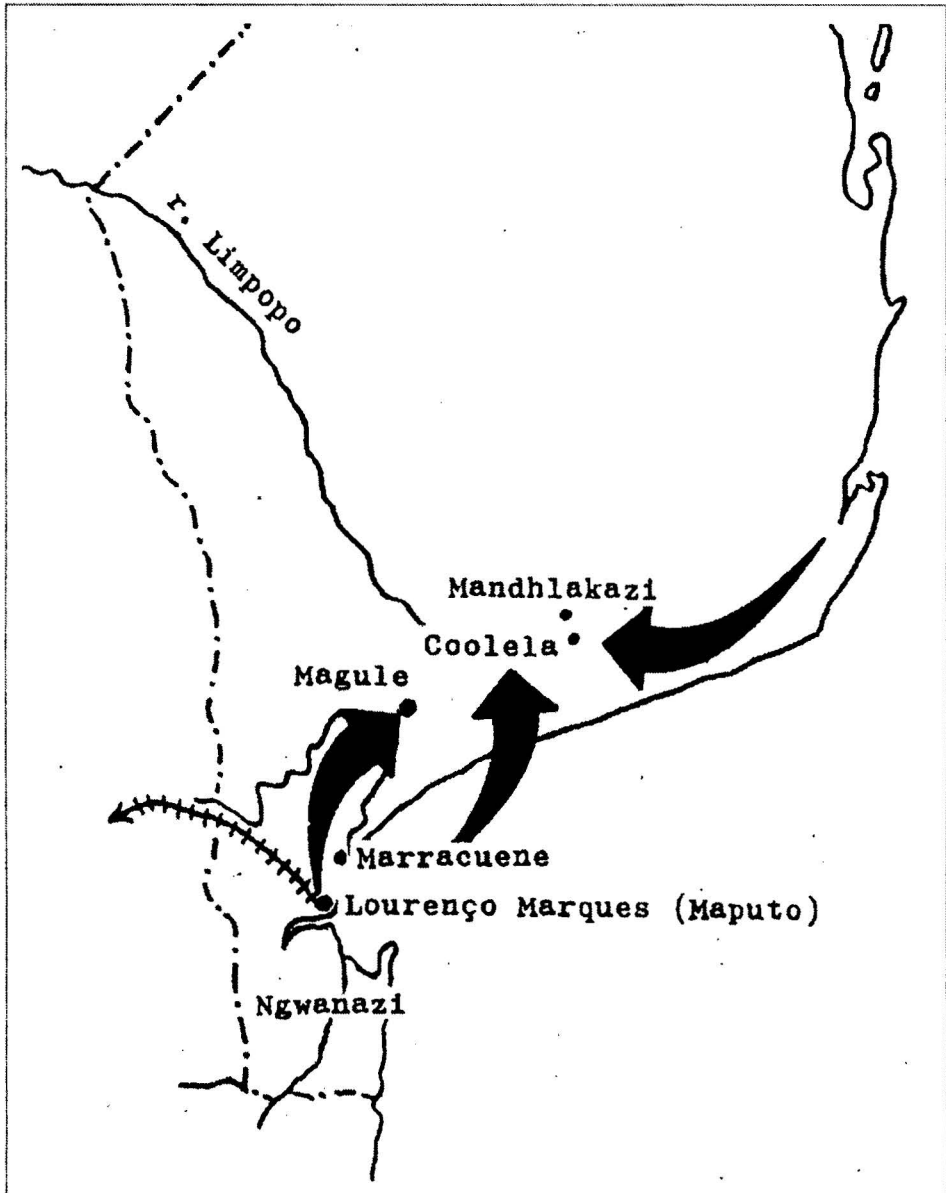 r. Limpopo
Mandhlakazi
Coolela
Magule
Marracuene
Lourenço Marques (Maputo)
Ngwanazi